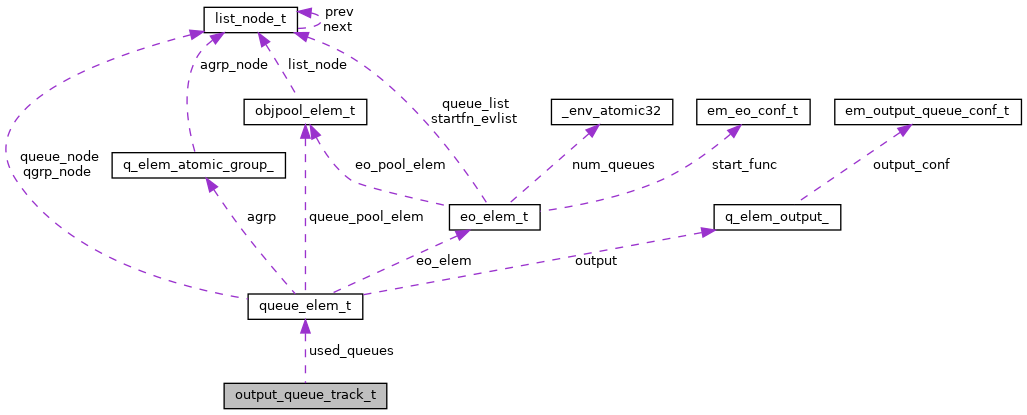 list_node_t
prev
next
agrp_node
list_node
queue_list
startfn_evlist
objpool_elem_t
_env_atomic32
em_eo_conf_t
em_output_queue_conf_t
queue_node
qgrp_node
q_elem_atomic_group_
eo_pool_elem
num_queues
start_func
output_conf
agrp
queue_pool_elem
eo_elem_t
q_elem_output_
eo_elem
output
queue_elem_t
used_queues
output_queue_track_t